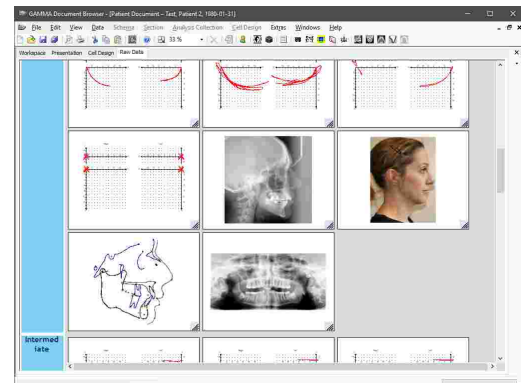 GAMMA Document Browser - [Patient Document - Test, Patient 2, 1980-01-31]
File Edit View Data Schema Section Analysis Collection Cell Design Extras Windows Help
33 %
Workspace Presentation Cell Design Raw Data
Intermed
iate